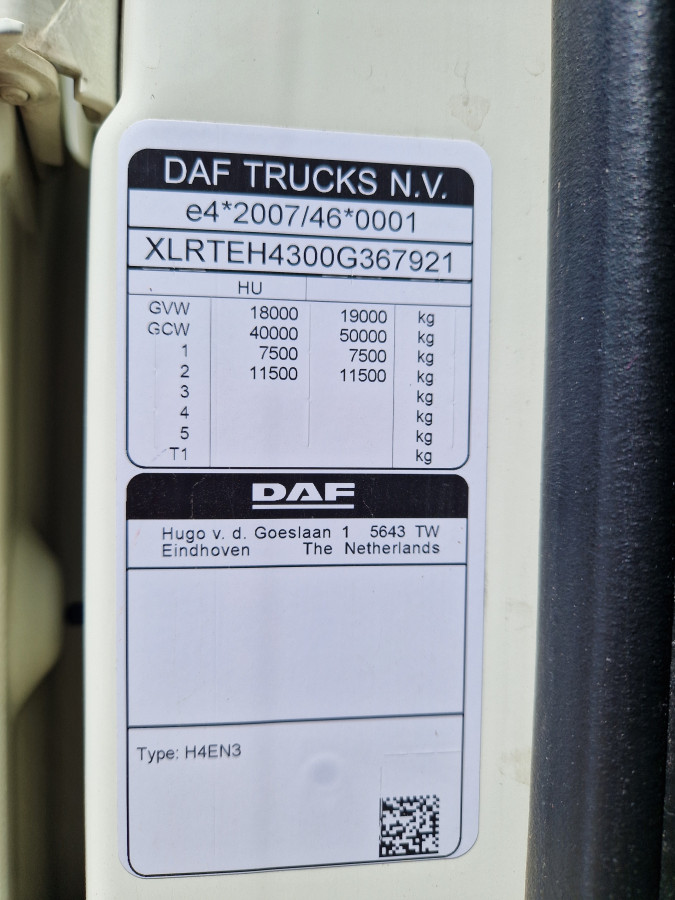 DAF TRUCKS N.V.
e4*2007/46*0001
XLRTEH4300G367921
HU
GVW 18000 19000 kg
GCW 40000 50000 kg
1 7500 7500 kg
2 11500 11500 kg
3 kg
4 kg
5 kg
T1 kg
DAF
Hugo v. d. Goeslaan 1 5643 TW
Eindhoven The Netherlands
Type: H4EN3